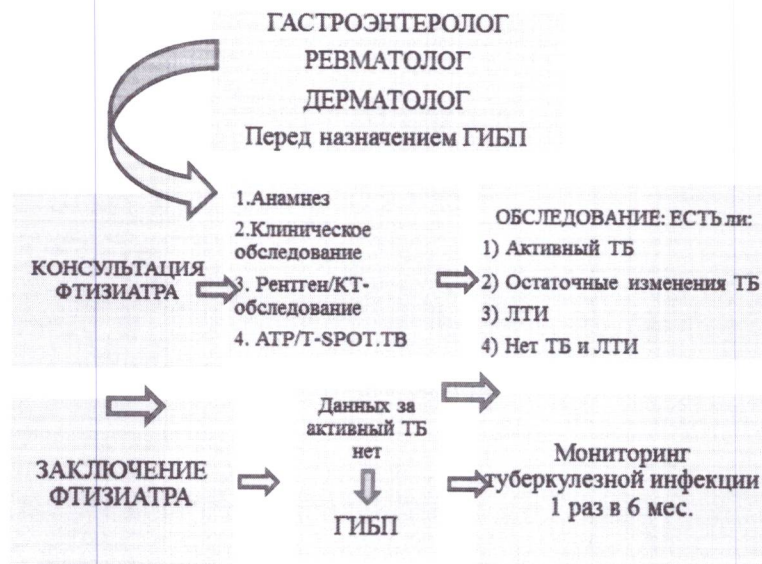 ГАСТРОЭНТЕРОЛОГ
РЕВМАТОЛОГ
ДЕРМАТОЛОГ
Перед назначением ГИБП
КОНСУЛЬТАЦИЯ
ФТИЗИАТРА
1.Анамнез
2.Клиническое
обследование
3. Рентген/КТ-
обследование
4. АТР/T-SPOT.TB
ОБСЛЕДОВАНИЕ: ЕСТЬ ли:
1) Активный ТБ
2) Остаточные изменения ТБ
3) ЛТИ
4) Нет ТБ и ЛТИ
ЗАКЛЮЧЕНИЕ
ФТИЗИАТРА
Данных за
активный ТБ
нет
ГИБП
Мониторинг
туберкулезной инфекции
1 раз в 6 мес.